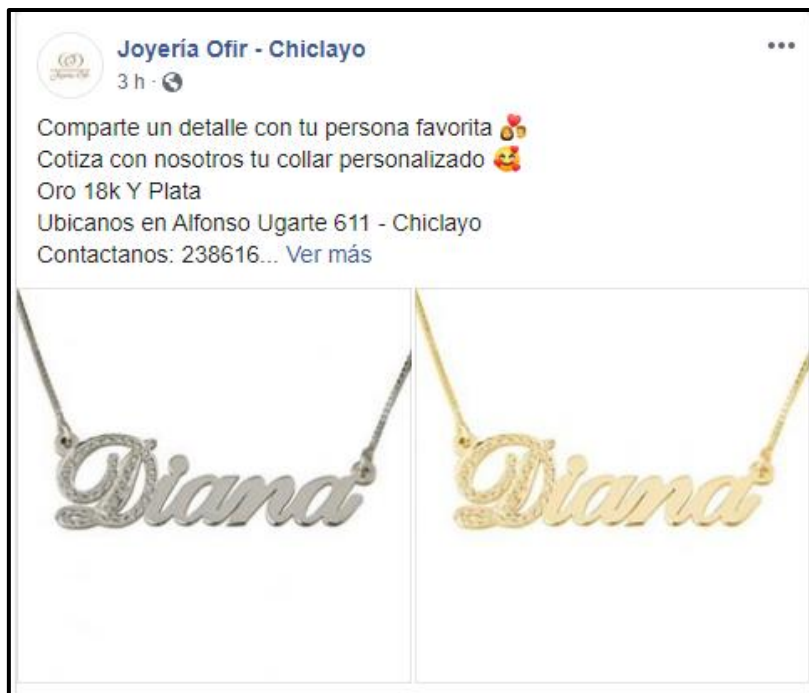 Joyería Ofir - Chiclayo
3 h ·
Comparte un detalle con tu persona favorita 💏
Cotiza con nosotros tu collar personalizado 🥰
Oro 18k Y Plata
Ubicanos en Alfonso Ugarte 611 - Chiclayo
Contactanos: 238616... Ver más
Diana
Diana